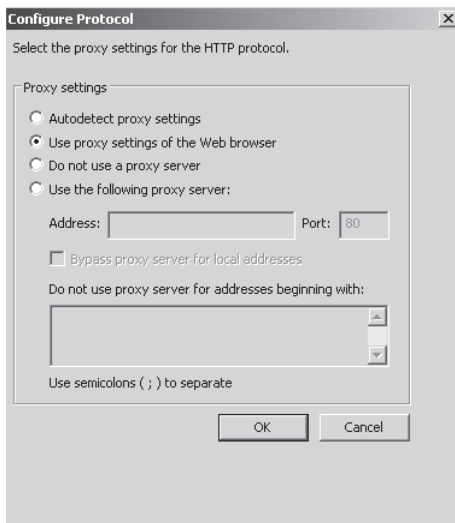 Configure Protocol
Select the proxy settings for the HTTP protocol.
Proxy settings
Autodetect proxy settings
Use proxy settings of the Web browser
Do not use a proxy server
Use the following proxy server:
Address: Port: 80
Bypass proxy server for local addresses
Do not use proxy server for addresses beginning with:
Use semicolons ( ; ) to separate
OK Cancel